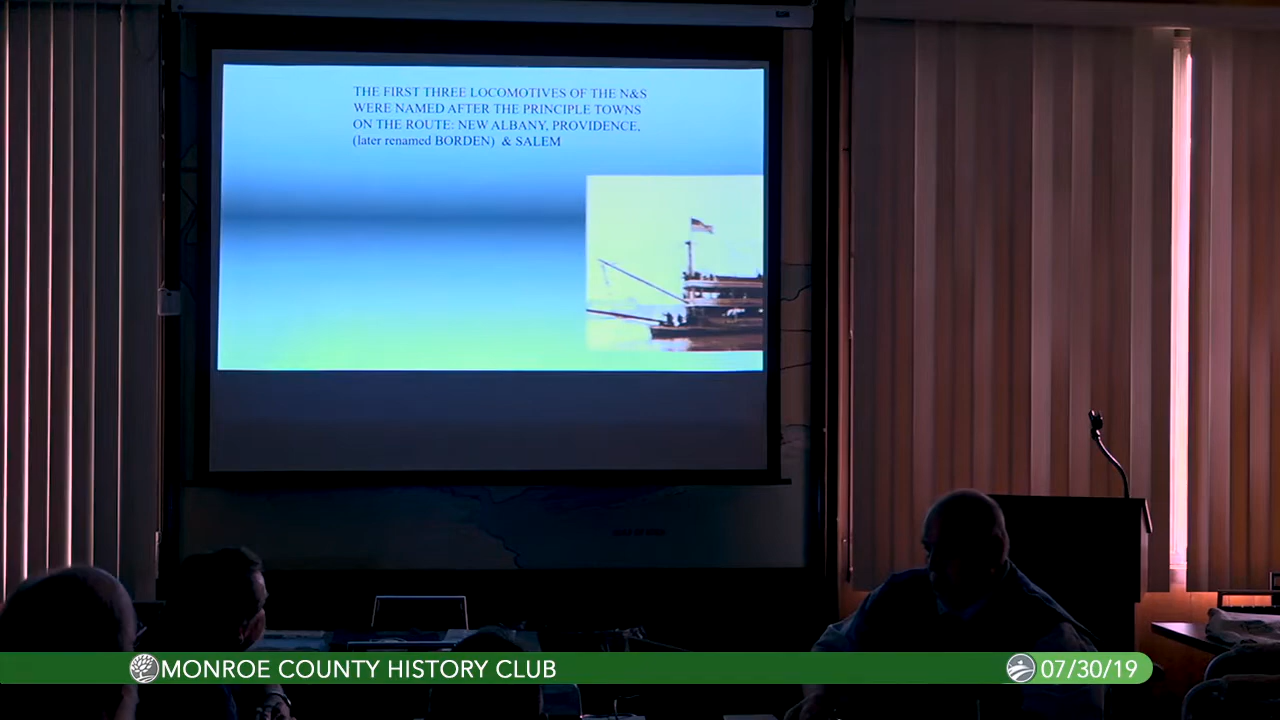 THE FIRST THREE LOCOMOTIVES OF THE N&S
WERE NAMED AFTER THE PRINCIPLE TOWNS
ON THE ROUTE: NEW ALBANY, PROVIDENCE,
(later renamed BORDEN) & SALEM
MONROE COUNTY HISTORY CLUB
07/30/19